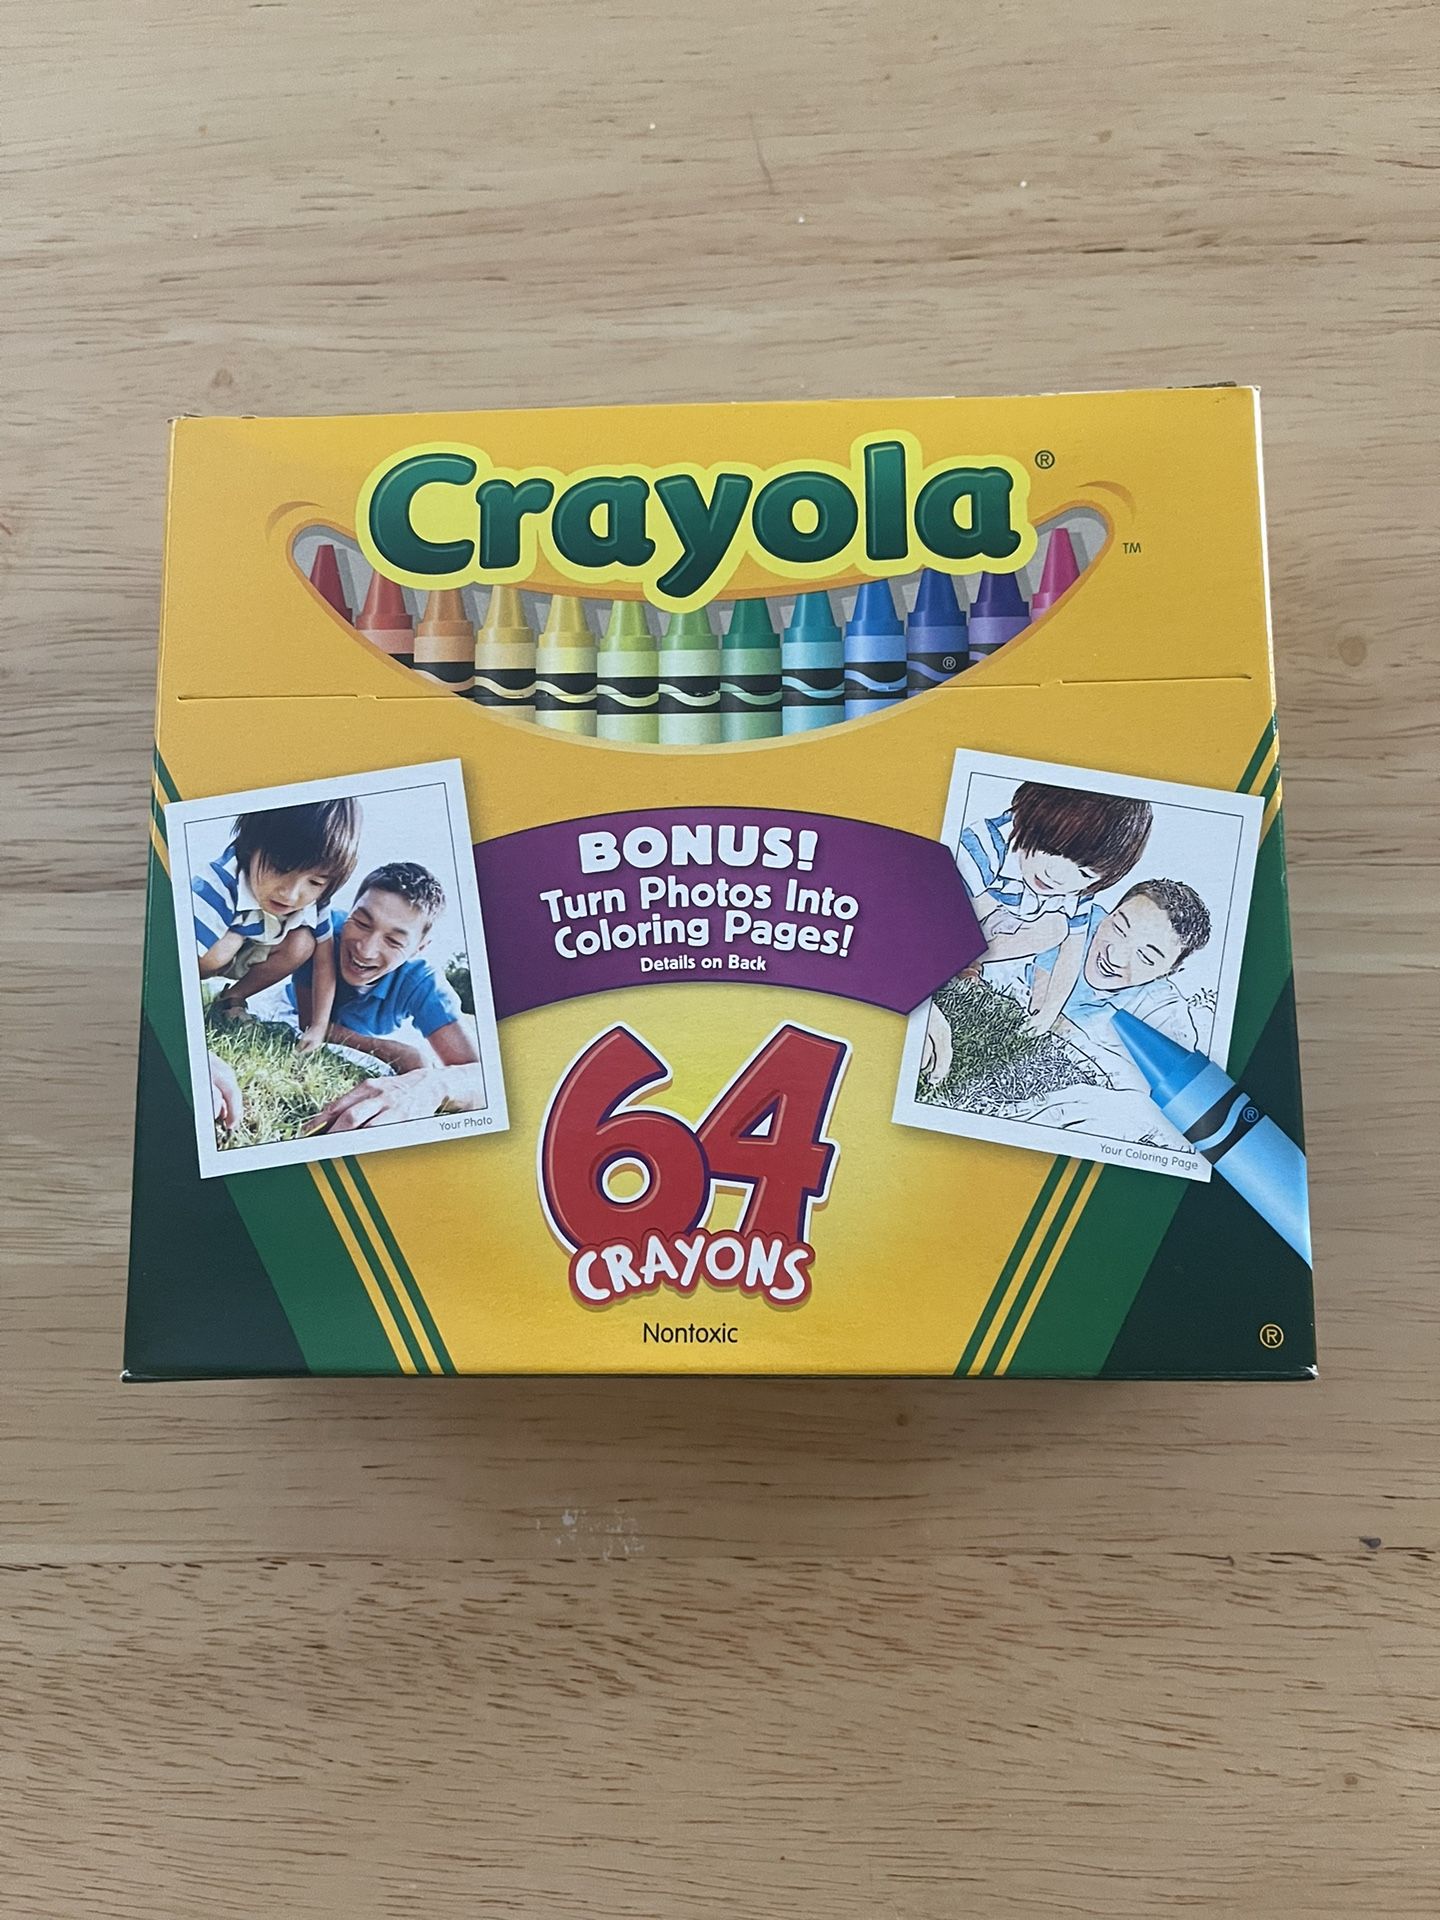 Crayola®
™
®
BONUS!
Turn Photos Into
Coloring Pages!
Details on Back
Your Photo
®
Your Coloring Page
64
CRAYONS
Nontoxic
®